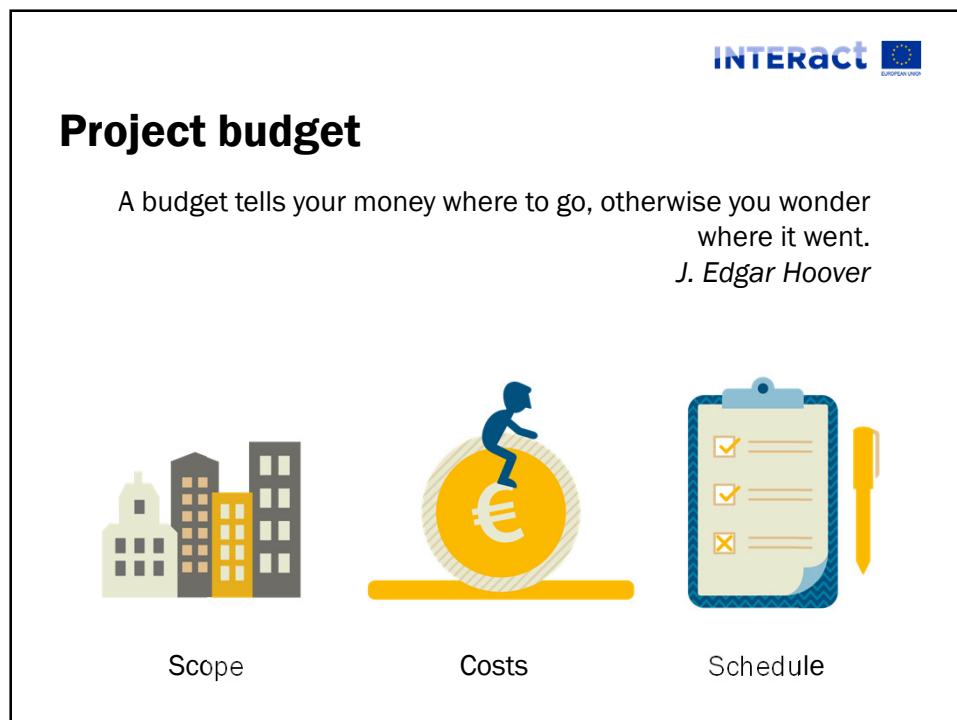 INTERact
EUROPEAN UNION
Project budget
A budget tells your money where to go, otherwise you wonder
where it went.
J. Edgar Hoover
€
Scope
Costs
Schedule